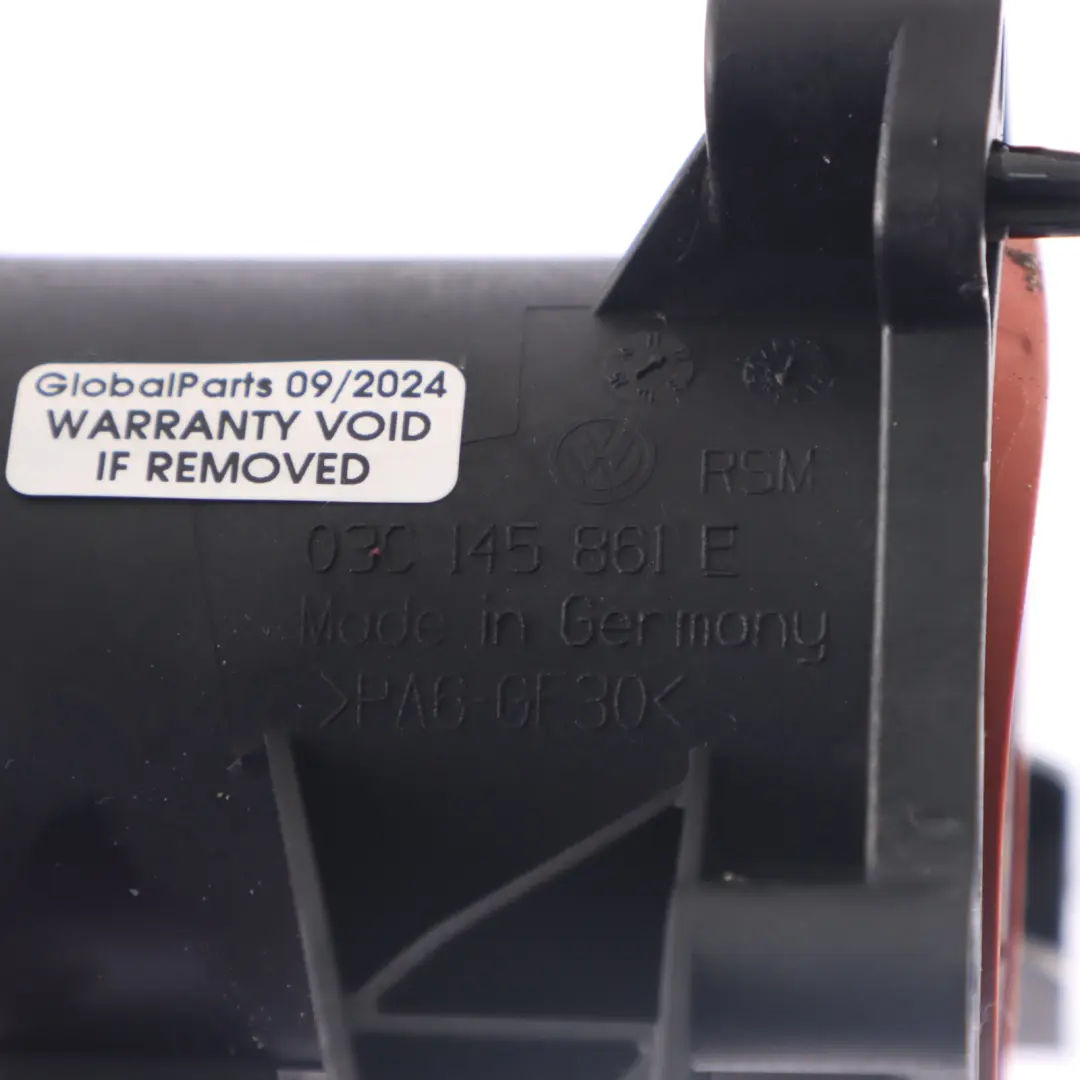 GlobalParts 09/2024
WARRANTY VOID
IF REMOVED
RSM
03C 145 861 E
Made in Germany
>PA6-GF30<